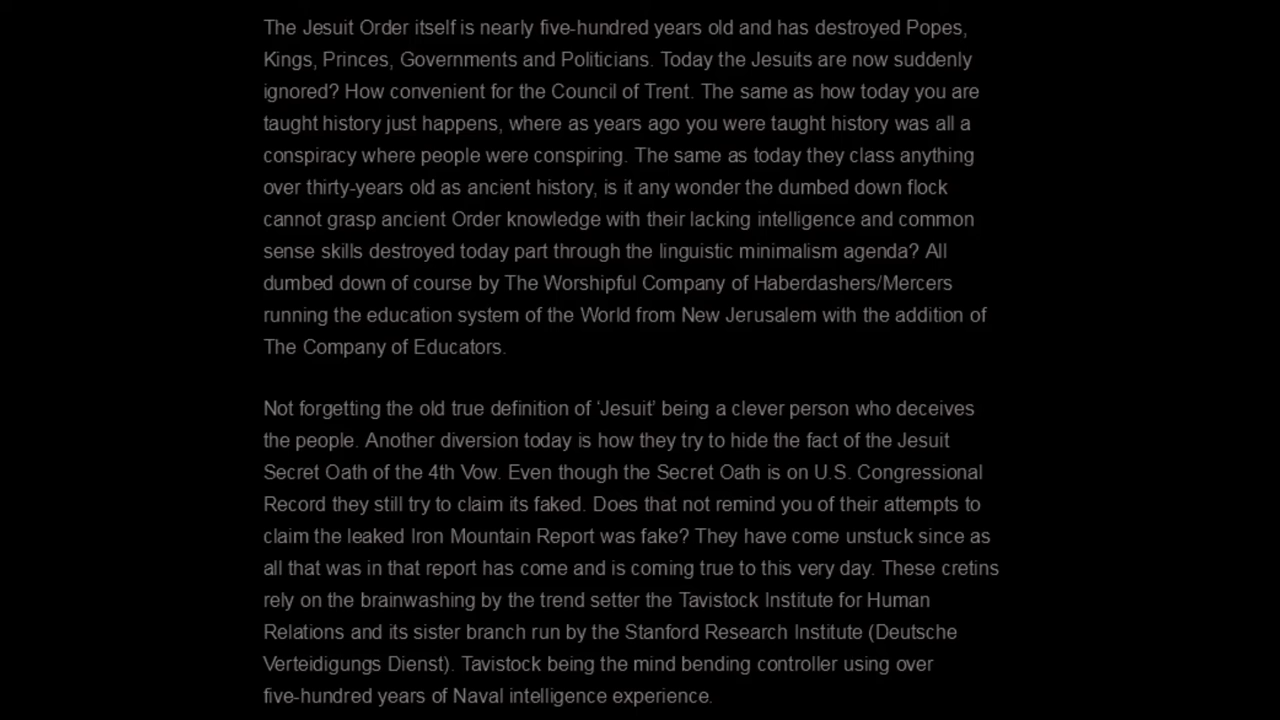 The Jesuit Order itself is nearly five-hundred years old and has destroyed Popes,
Kings, Princes, Governments and Politicians. Today the Jesuits are now suddenly
ignored? How convenient for the Council of Trent. The same as how today you are
taught history just happens, where as years ago you were taught history was all a
conspiracy where people were conspiring. The same as today they class anything
over thirty-years old as ancient history, is it any wonder the dumbed down flock
cannot grasp ancient Order knowledge with their lacking intelligence and common
sense skills destroyed today part through the linguistic minimalism agenda? All
dumbed down of course by The Worshipful Company of Haberdashers/Mercers
running the education system of the World from New Jerusalem with the addition of
The Company of Educators.
Not forgetting the old true definition of ‘Jesuit’ being a clever person who deceives
the people. Another diversion today is how they try to hide the fact of the Jesuit
Secret Oath of the 4th Vow. Even though the Secret Oath is on U.S. Congressional
Record they still try to claim its faked. Does that not remind you of their attempts to
claim the leaked Iron Mountain Report was fake? They have come unstuck since as
all that was in that report has come and is coming true to this very day. These cretins
rely on the brainwashing by the trend setter the Tavistock Institute for Human
Relations and its sister branch run by the Stanford Research Institute (Deutsche
Verteidigungs Dienst). Tavistock being the mind bending controller using over
five-hundred years of Naval intelligence experience.